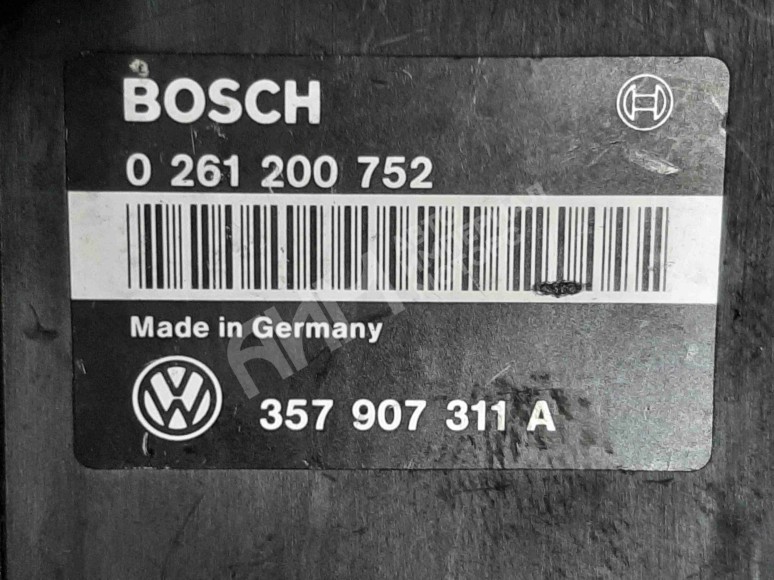 BOSCH
0 261 200 752
Made in Germany
357 907 311 A